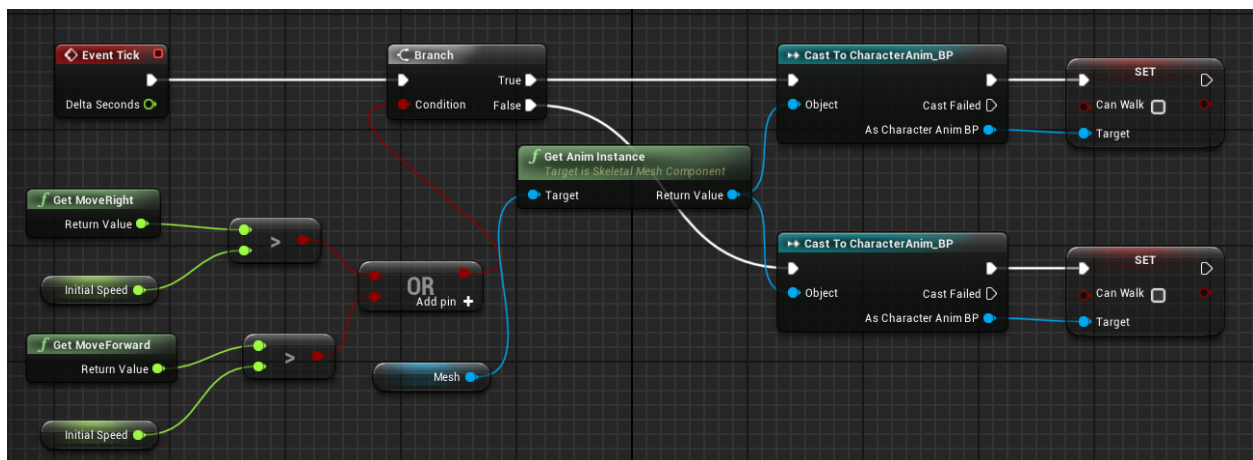 Event Tick
Delta Seconds
Branch
True
Condition
False
Cast To CharacterAnim_BP
Object
Cast Failed
As Character Anim BP
SET
Can Walk
Target
f Get Anim Instance
Target is Skeletal Mesh Component
Target
Return Value
f Get MoveRight
Return Value
>
Initial Speed
OR
Add pin +
f Get MoveForward
Return Value
>
Initial Speed
Mesh
Cast To CharacterAnim_BP
Object
Cast Failed
As Character Anim BP
SET
Can Walk
Target